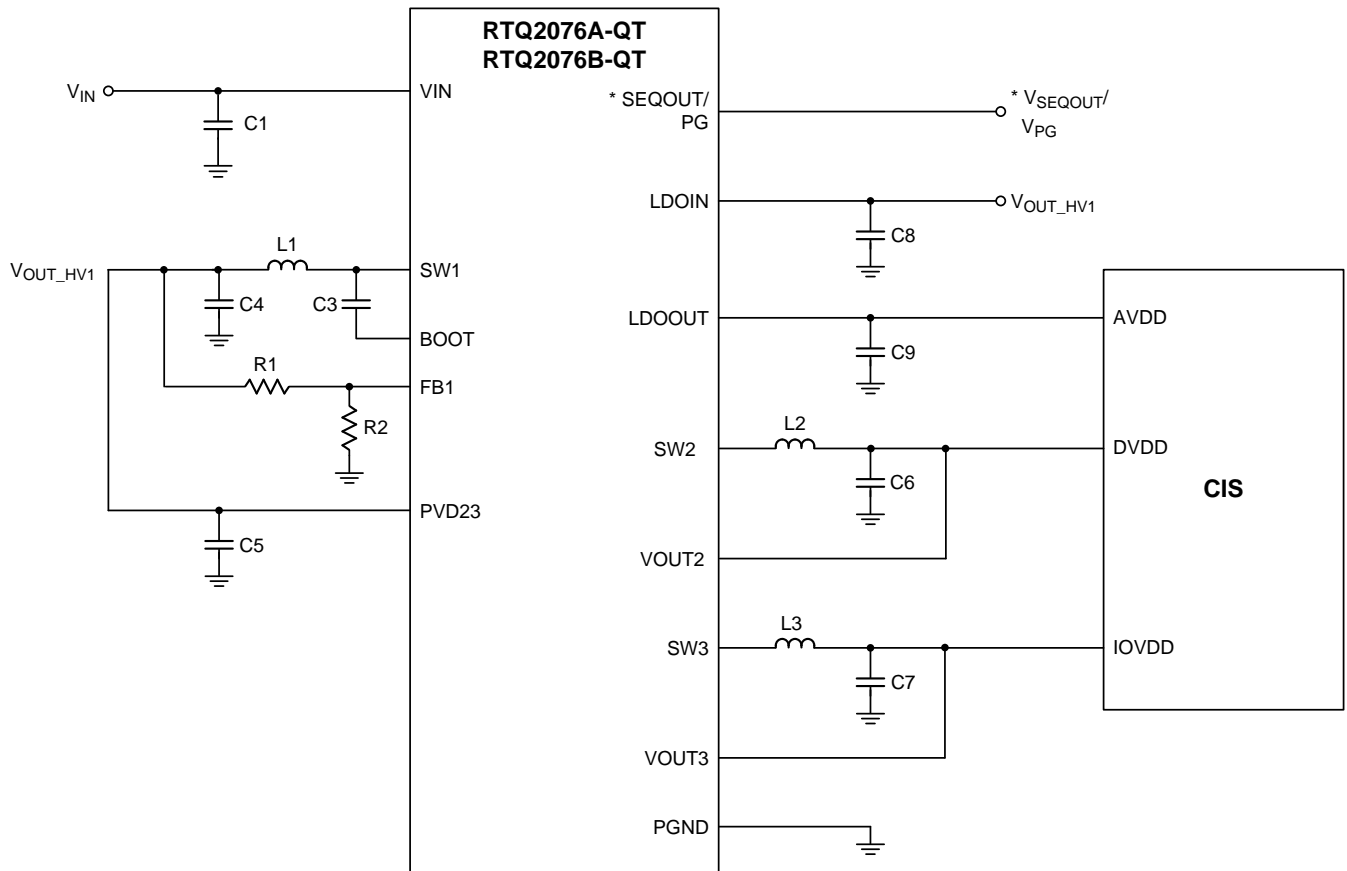 RTQ2076A-QT
RTQ2076B-QT
VIN
VIN
C1
* SEQOUT/
PG
* VSEQOUT/
VPG
LDOIN
VOUT_HV1
C8
VOUT_HV1
L1
SW1
C4
C3
BOOT
R1
FB1
R2
PVD23
C5
LDOOUT
C9
AVDD
SW2
L2
C6
DVDD
VOUT2
CIS
SW3
L3
C7
IOVDD
VOUT3
PGND